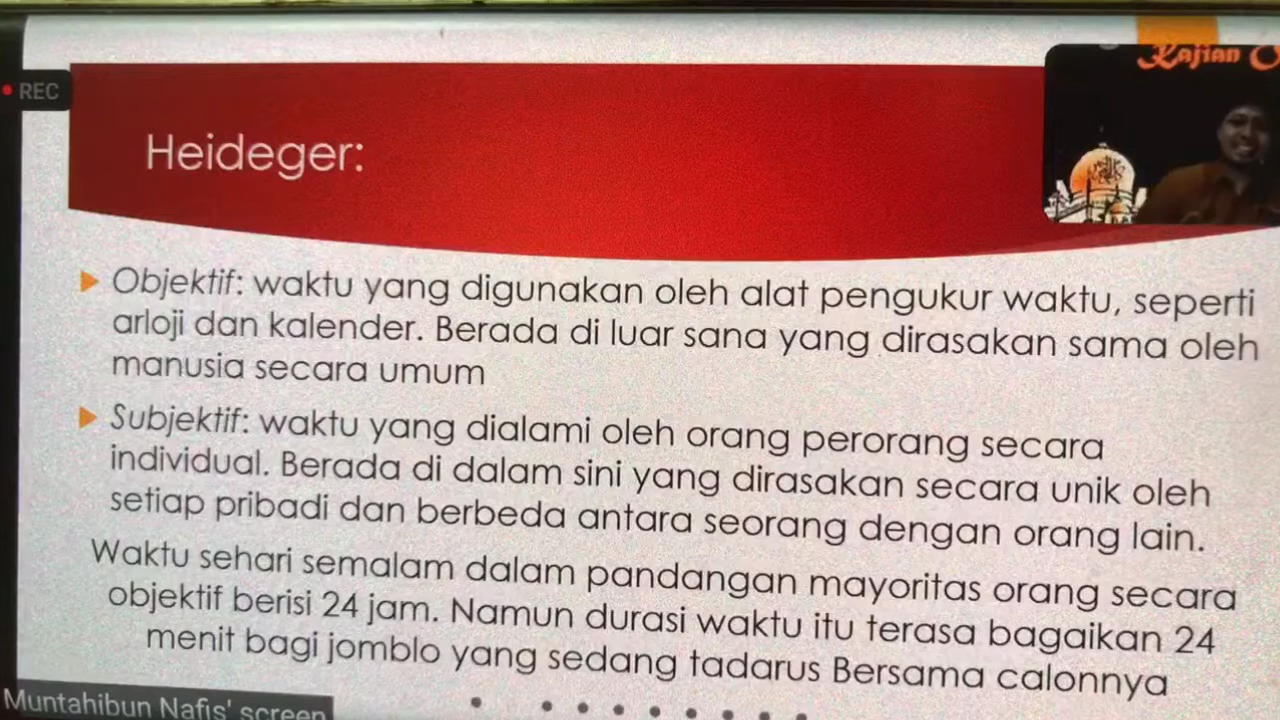 REC
Kajian
Heideger:
Objektif: waktu yang digunakan oleh alat pengukur waktu, seperti
arloji dan kalender. Berada di luar sana yang dirasakan sama oleh
manusia secara umum
Subjektif: waktu yang dialami oleh orang perorang secara
individual. Berada di dalam sini yang dirasakan secara unik oleh
setiap pribadi dan berbeda antara seorang dengan orang lain.
Waktu sehari semalam dalam pandangan mayoritas orang secara
objektif berisi 24 jam. Namun durasi waktu itu terasa bagaikan 24
menit bagi jomblo yang sedang tadarus Bersama calonnya
Muntahibun Nafis' screen